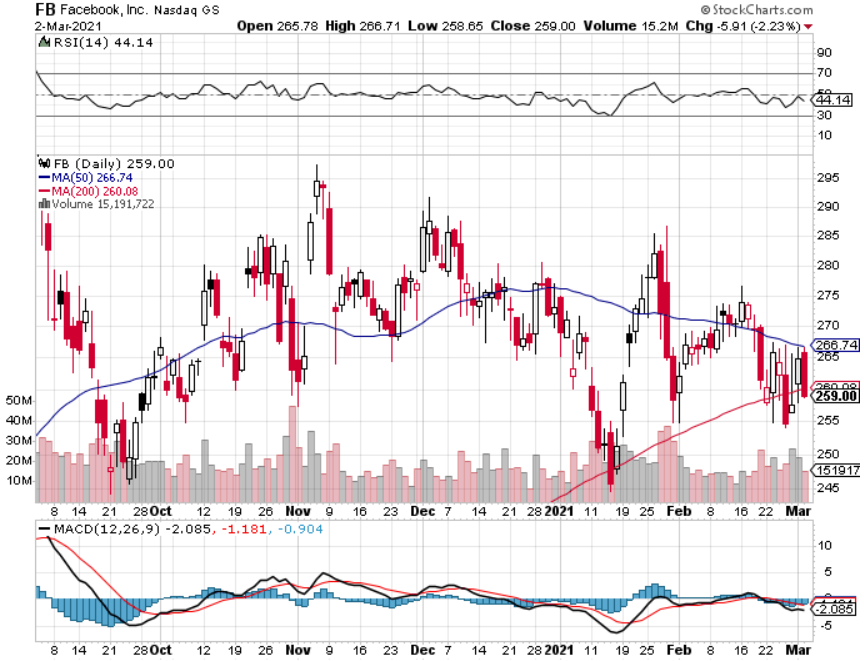 FB Facebook, Inc. Nasdaq GS © StockCharts.com
2-Mar-2021 Open 265.78 High 266.71 Low 258.65 Close 259.00 Volume 15.2M Chg -5.91 (-2.23%)
RSI(14) 44.14
90
70
50
44.14
30
10
FB (Daily) 259.00
MA(50) 266.74
MA(200) 260.08
Volume 15,191,722
295
290
285
280
275
270
266.74
265
260.08
259.00
255
250
245
50M
40M
30M
20M
10M
151917
8 14 21 28 Oct 12 19 26 Nov 9 16 23 Dec 7 14 21 28 2021 11 19 25 Feb 8 16 22 Mar
MACD(12,26,9) -2.085, -1.181, -0.904
10
5
0
-2.085
-5
8 14 21 28 Oct 12 19 26 Nov 9 16 23 Dec 7 14 21 28 2021 11 19 25 Feb 8 16 22 Mar